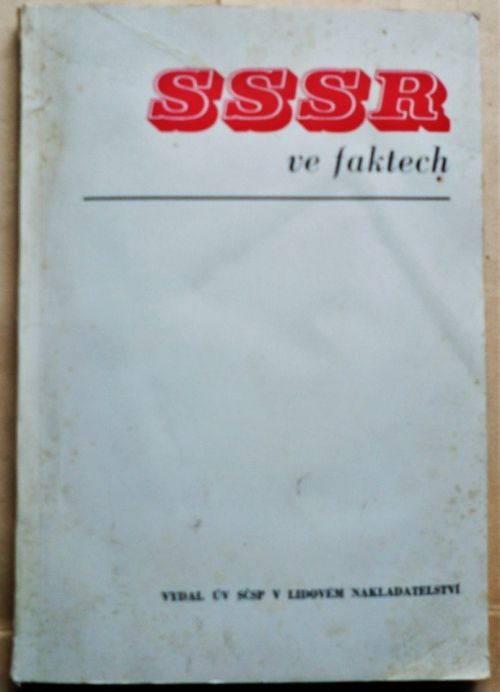 SSSR
ve faktech
VYDAL ÚV SČSP V LIDOVÉM NAKLADATELSTVÍ